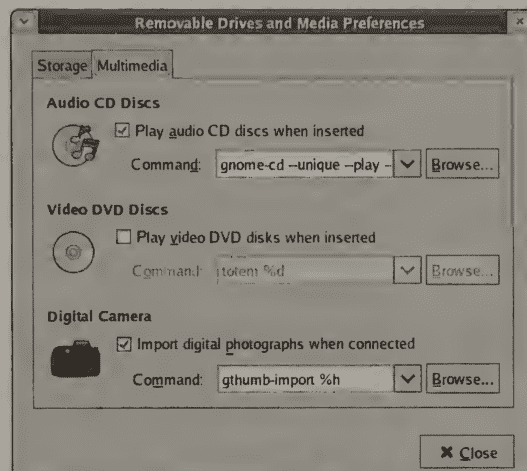 Removable Drives and Media Preferences
Storage Multimedia
Audio CD Discs
Play audio CD discs when inserted
Command: gnome-cd --unique --play - Browse...
Video DVD Discs
Play video DVD disks when inserted
Command: totem %d Browse...
Digital Camera
Import digital photographs when connected
Command: gthumb-import %h Browse...
Close